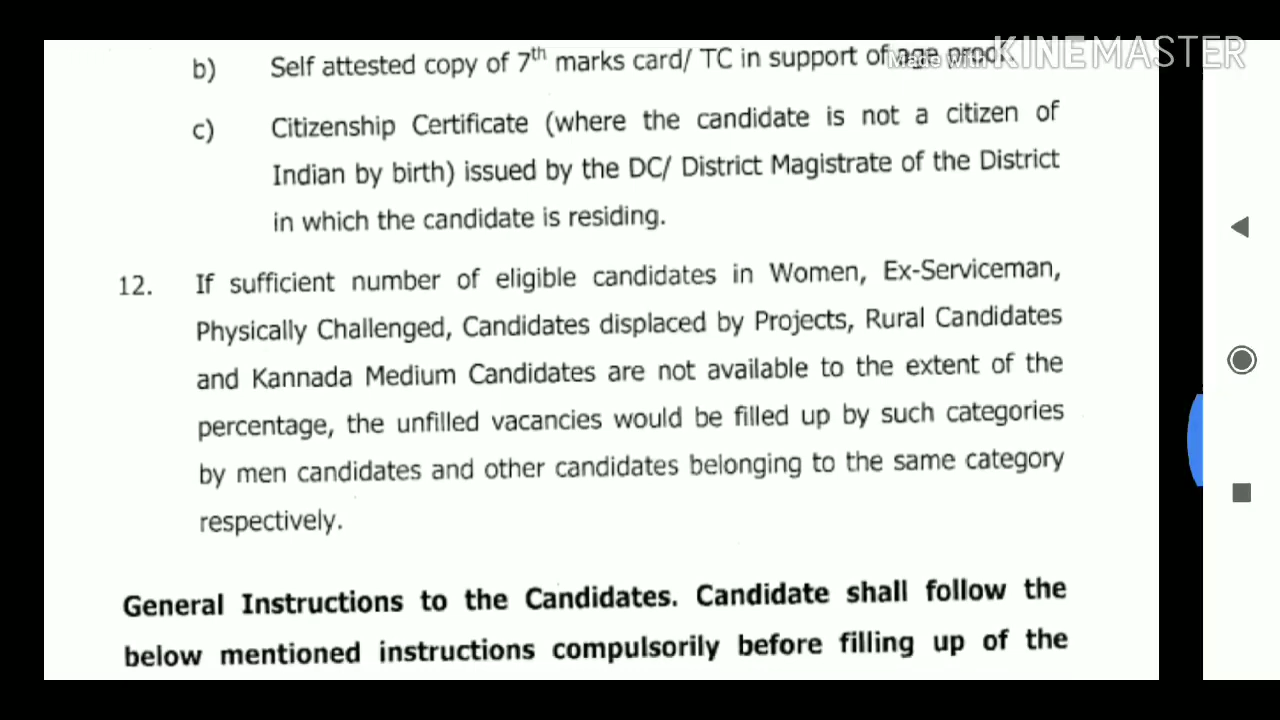 b) Self attested copy of 7th marks card/ TC in support of age proof.
Made with KINEMASTER
c) Citizenship Certificate (where the candidate is not a citizen of
Indian by birth) issued by the DC/ District Magistrate of the District
in which the candidate is residing.
12. If sufficient number of eligible candidates in Women, Ex-Serviceman,
Physically Challenged, Candidates displaced by Projects, Rural Candidates
and Kannada Medium Candidates are not available to the extent of the
percentage, the unfilled vacancies would be filled up by such categories
by men candidates and other candidates belonging to the same category
respectively.
General Instructions to the Candidates. Candidate shall follow the
below mentioned instructions compulsorily before filling up of the